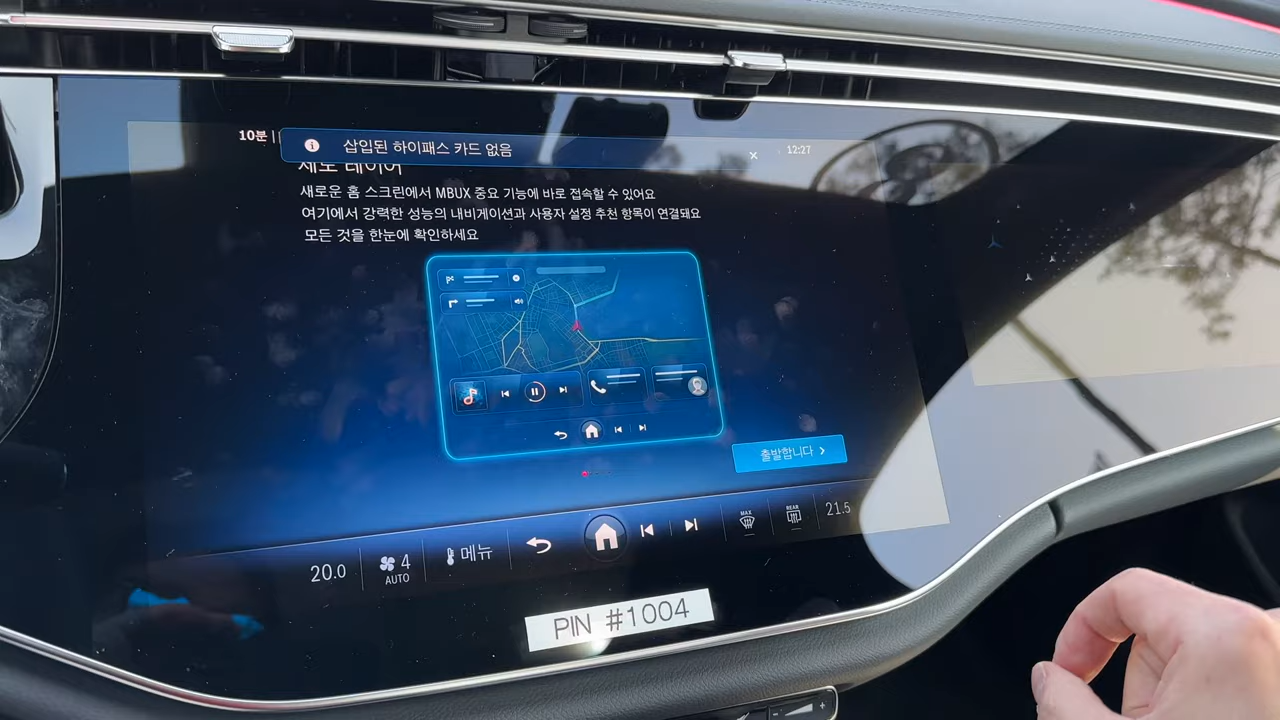 10분
삽입된 하이패스 카드 없음
12:27
제로 레이어
새로운 홈 스크린에서 MBUX 중요 기능에 바로 접속할 수 있어요
여기에서 강력한 성능의 내비게이션과 사용자 설정 추천 항목이 연결돼요
모든 것을 한눈에 확인하세요
출발합니다
20.0
4
AUTO
메뉴
MAX
REAR
21.5
PIN #1004